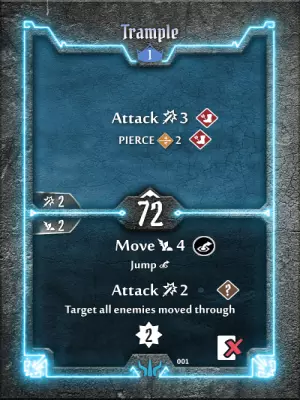 Trample
1
Attack 3
PIERCE 2
2
72
2
Move 4
Jump
Attack 2 ?
Target all enemies moved through
2
001